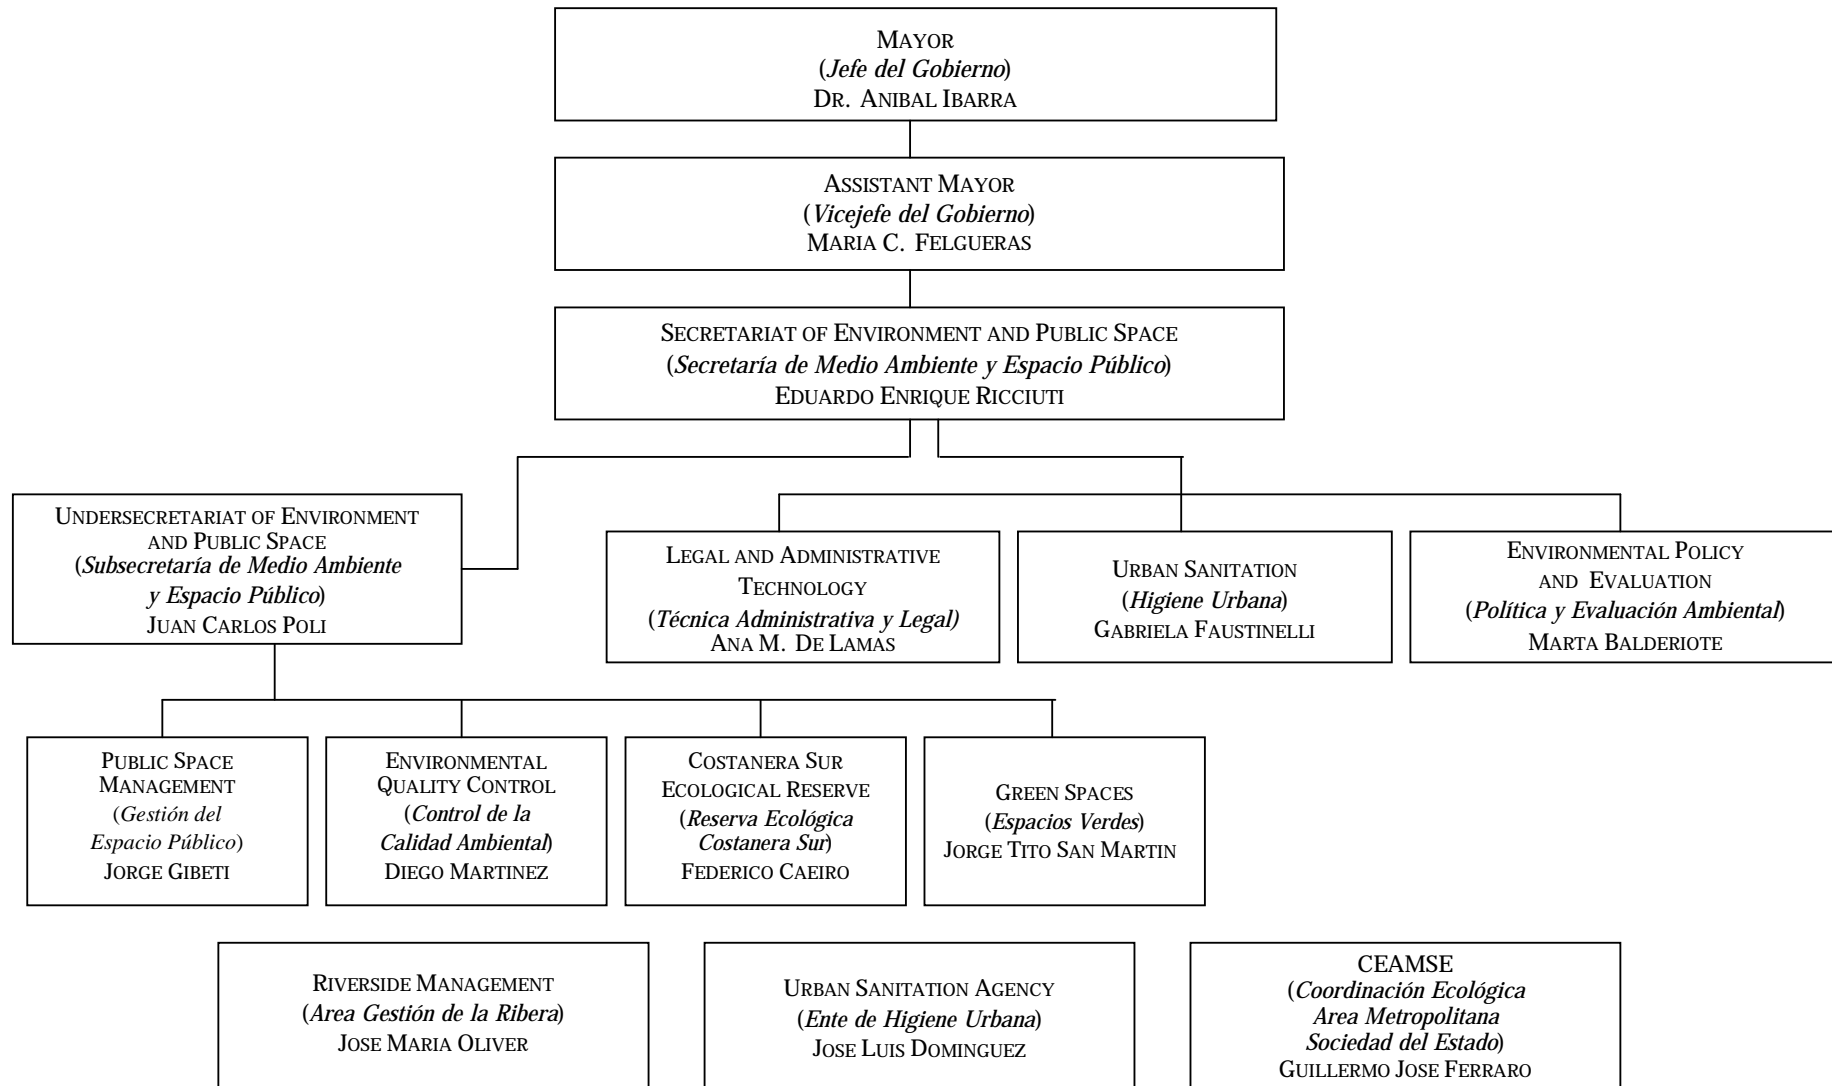 MAYOR
(Jefe del Gobierno)
DR. ANIBAL IBARRA
ASSISTANT MAYOR
(Vicejefe del Gobierno)
MARIA C. FELGUERAS
SECRETARIAT OF ENVIRONMENT AND PUBLIC SPACE
(Secretaría de Medio Ambiente y Espacio Público)
EDUARDO ENRIQUE RICCIUTI
UNDERSECRETARIAT OF ENVIRONMENT
AND PUBLIC SPACE
(Subsecretaría de Medio Ambiente
y Espacio Público)
JUAN CARLOS POLI
LEGAL AND ADMINISTRATIVE
TECHNOLOGY
(Técnica Administrativa y Legal)
ANA M. DE LAMAS
URBAN SANITATION
(Higiene Urbana)
GABRIELA FAUSTINELLI
ENVIRONMENTAL POLICY
AND EVALUATION
(Política y Evaluación Ambiental)
MARTA BALDERIOTE
PUBLIC SPACE
MANAGEMENT
(Gestión del
Espacio Público)
JORGE GIBETI
ENVIRONMENTAL
QUALITY CONTROL
(Control de la
Calidad Ambiental)
DIEGO MARTINEZ
COSTANERA SUR
ECOLOGICAL RESERVE
(Reserva Ecológica
Costanera Sur)
FEDERICO CAEIRO
GREEN SPACES
(Espacios Verdes)
JORGE TITO SAN MARTIN
RIVERSIDE MANAGEMENT
(Area Gestión de la Ribera)
JOSE MARIA OLIVER
URBAN SANITATION AGENCY
(Ente de Higiene Urbana)
JOSE LUIS DOMINGUEZ
CEAMSE
(Coordinación Ecológica
Area Metropolitana
Sociedad del Estado)
GUILLERMO JOSE FERRARO